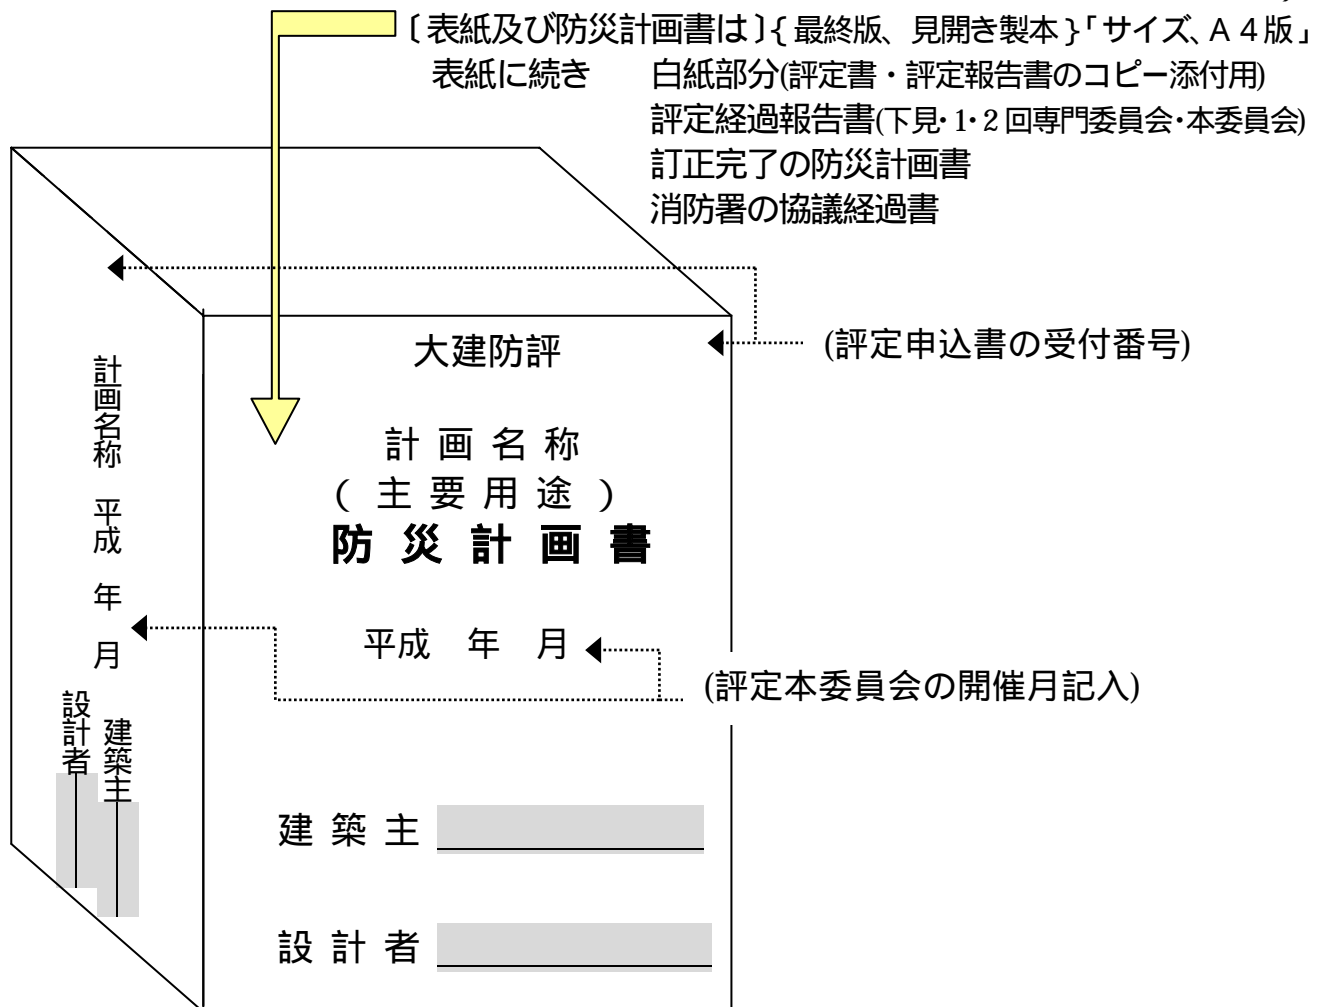 〔表紙及び防災計画書は〕{最終版、見開き製本}「サイズ、A4版」
表紙に続き　白紙部分(評定書・評定報告書のコピー添付用)
評定経過報告書(下見・1・2回専門委員会・本委員会)
訂正完了の防災計画書
消防署の協議経過書
大建防評
(評定申込書の受付番号)
計画名称
(主要用途)
防災計画書
平成　年　月
(評定本委員会の開催月記入)
建築主
設計者
計画名称　平成　年　月
建築主
設計者